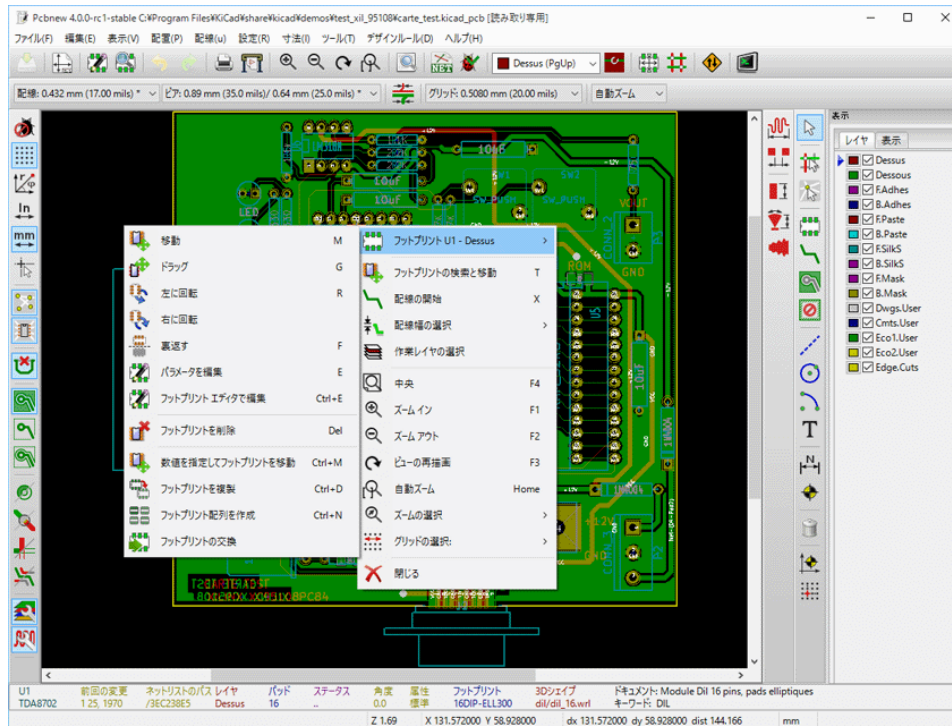 Pcbnew 4.0.0-rc1-stable C:¥Program Files¥KiCad¥share¥kicad¥demos¥test_xil_95108¥carte_test.kicad_pcb [読み取り専用]
ファイル(F) 編集(E) 表示(V) 配置(P) 配線(u) 設定(R) 寸法(I) ツール(T) デザインルール(D) ヘルプ(H)
NET Dessus (PgUp)
配線: 0.432 mm (17.00 mils) * ビア: 0.89 mm (35.0 mils)/ 0.64 mm (25.0 mils) * グリッド: 0.5080 mm (20.00 mils) 自動ズーム
表示
レイヤ 表示
Dessus
Dessous
F.Adhes
B.Adhes
F.Paste
B.Paste
F.SilkS
B.SilkS
F.Mask
B.Mask
Dwgs.User
Cmts.User
Eco1.User
Eco2.User
Edge.Cuts
In
mm
T
N
10uF
10uF
LED
SW2
VOUT
CONN_2
P3
GND
ROM
U5
10uF
1N4004
1N4004
+12V
GND
P2
移動 M
ドラッグ G
左に回転 R
右に回転
裏返す F
パラメータを編集 E
フットプリント エディタで編集 Ctrl+E
フットプリントを削除 Del
数値を指定してフットプリントを移動 Ctrl+M
フットプリントを複製 Ctrl+D
フットプリント配列を作成 Ctrl+N
フットプリントの交換
フットプリント U1 - Dessus
フットプリントの検索と移動 T
配線の開始 X
配線幅の選択
作業レイヤの選択
中央 F4
ズーム イン F1
ズーム アウト F2
ビューの再描画 F3
自動ズーム Home
ズームの選択
グリッドの選択:
閉じる
U1 前回の変更 ネットリストのパス レイヤ パッド ステータス 角度 属性 フットプリント 3Dシェイプ ドキュメント: Module Dil 16 pins, pads elliptiques
TDA8702 1 25, 1970 /3EC238E5 Dessus 16 .. 0.0 標準 16DIP-ELL300 dil/dil_16.wrl キーワード: DIL
Z 1.69 X 131.572000 Y 58.928000 dx 131.572000 dy 58.928000 dist 144.166 mm